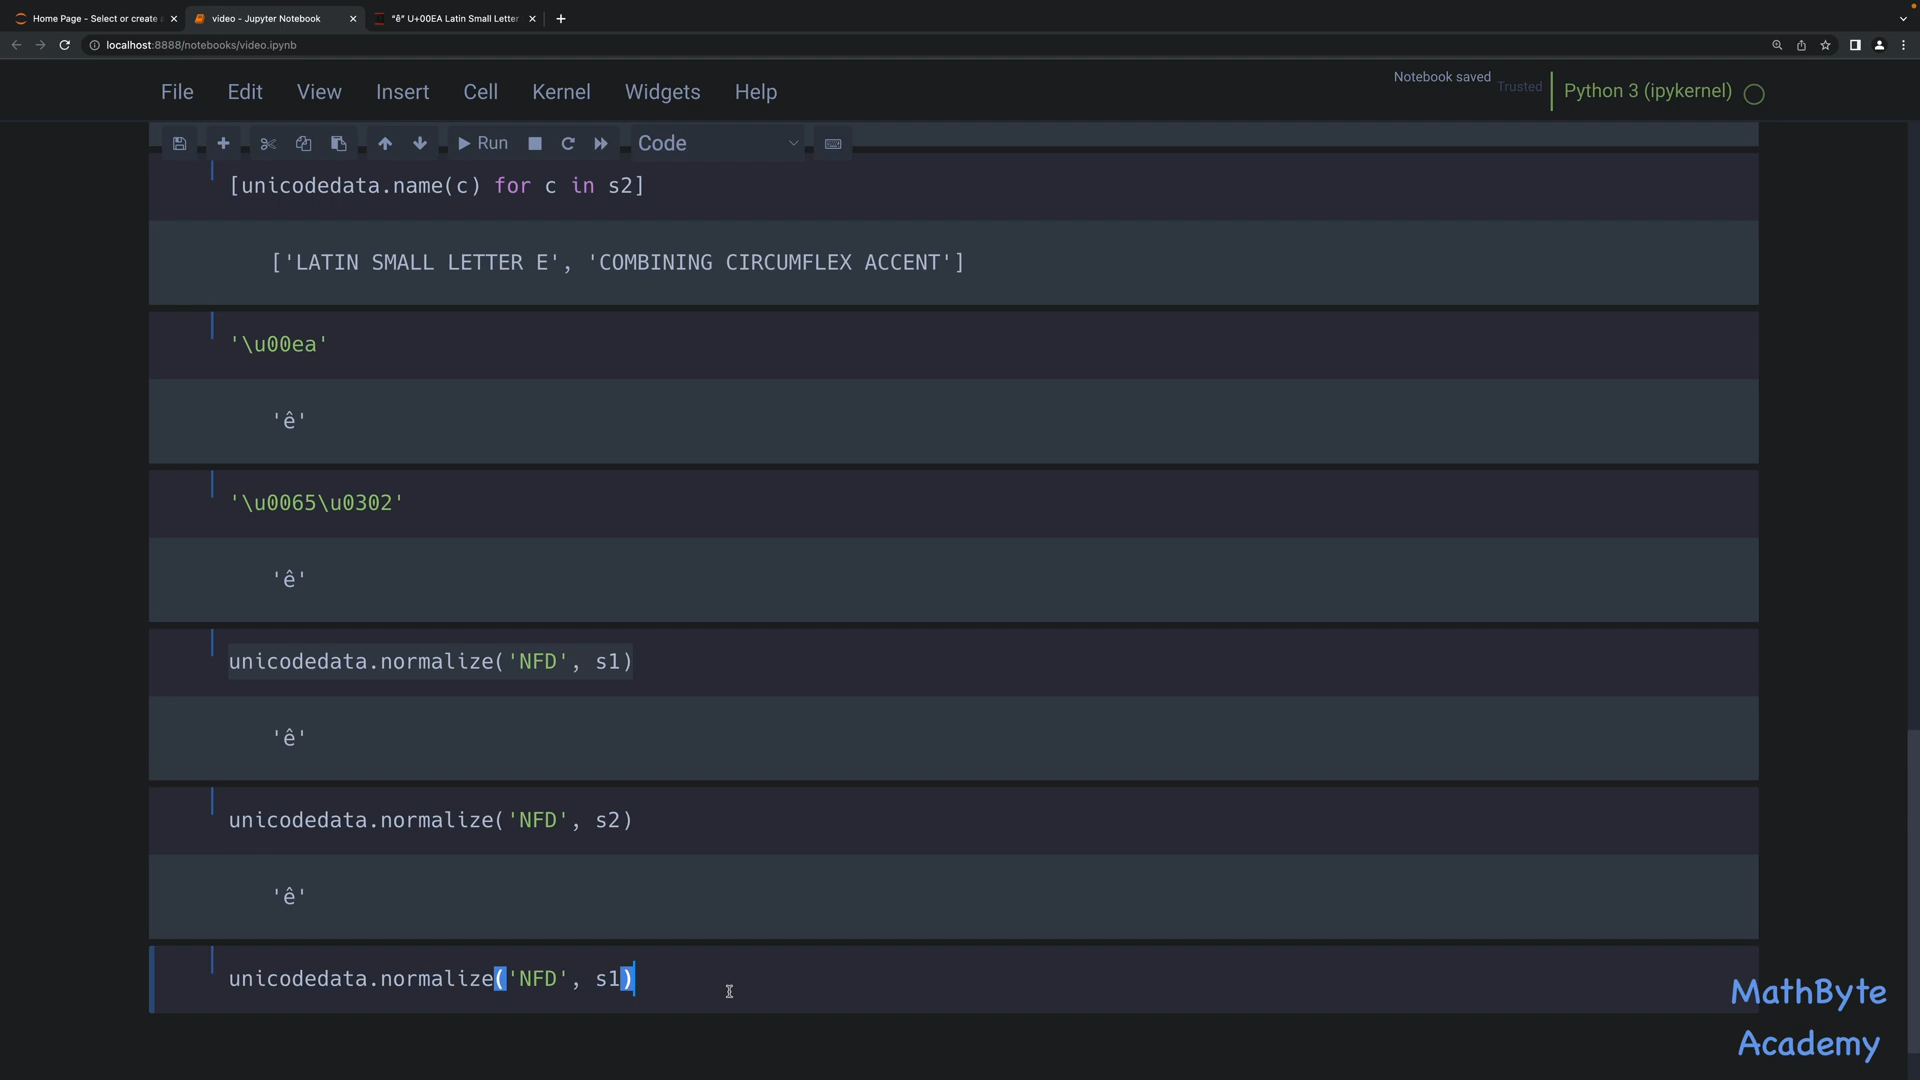 Home Page - Select or create a
video - Jupyter Notebook
"ê" U+00EA Latin Small Letter
localhost:8888/notebooks/video.ipynb
File Edit View Insert Cell Kernel Widgets Help
Notebook saved
Trusted
Python 3 (ipykernel)
Run
Code
[unicodedata.name(c) for c in s2]
['LATIN SMALL LETTER E', 'COMBINING CIRCUMFLEX ACCENT']
'\u00ea'
'ê'
'\u0065\u0302'
'ê'
unicodedata.normalize('NFD', s1)
'ê'
unicodedata.normalize('NFD', s2)
'ê'
unicodedata.normalize('NFD', s1)
MathByte
Academy